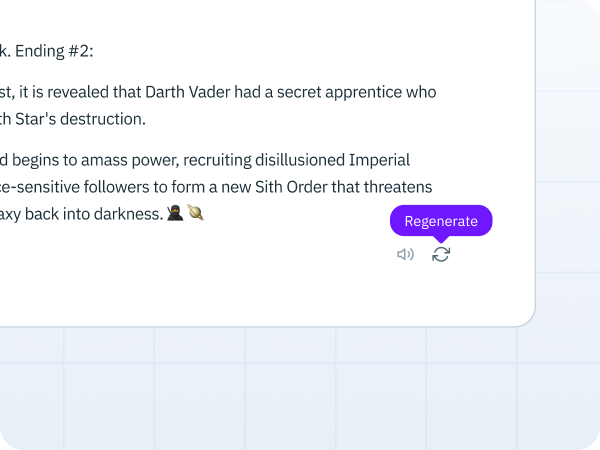 k. Ending #2:
st, it is revealed that Darth Vader had a secret apprentice who
th Star's destruction.
d begins to amass power, recruiting disillusioned Imperial
ce-sensitive followers to form a new Sith Order that threatens
axy back into darkness. 🥷🪐
Regenerate